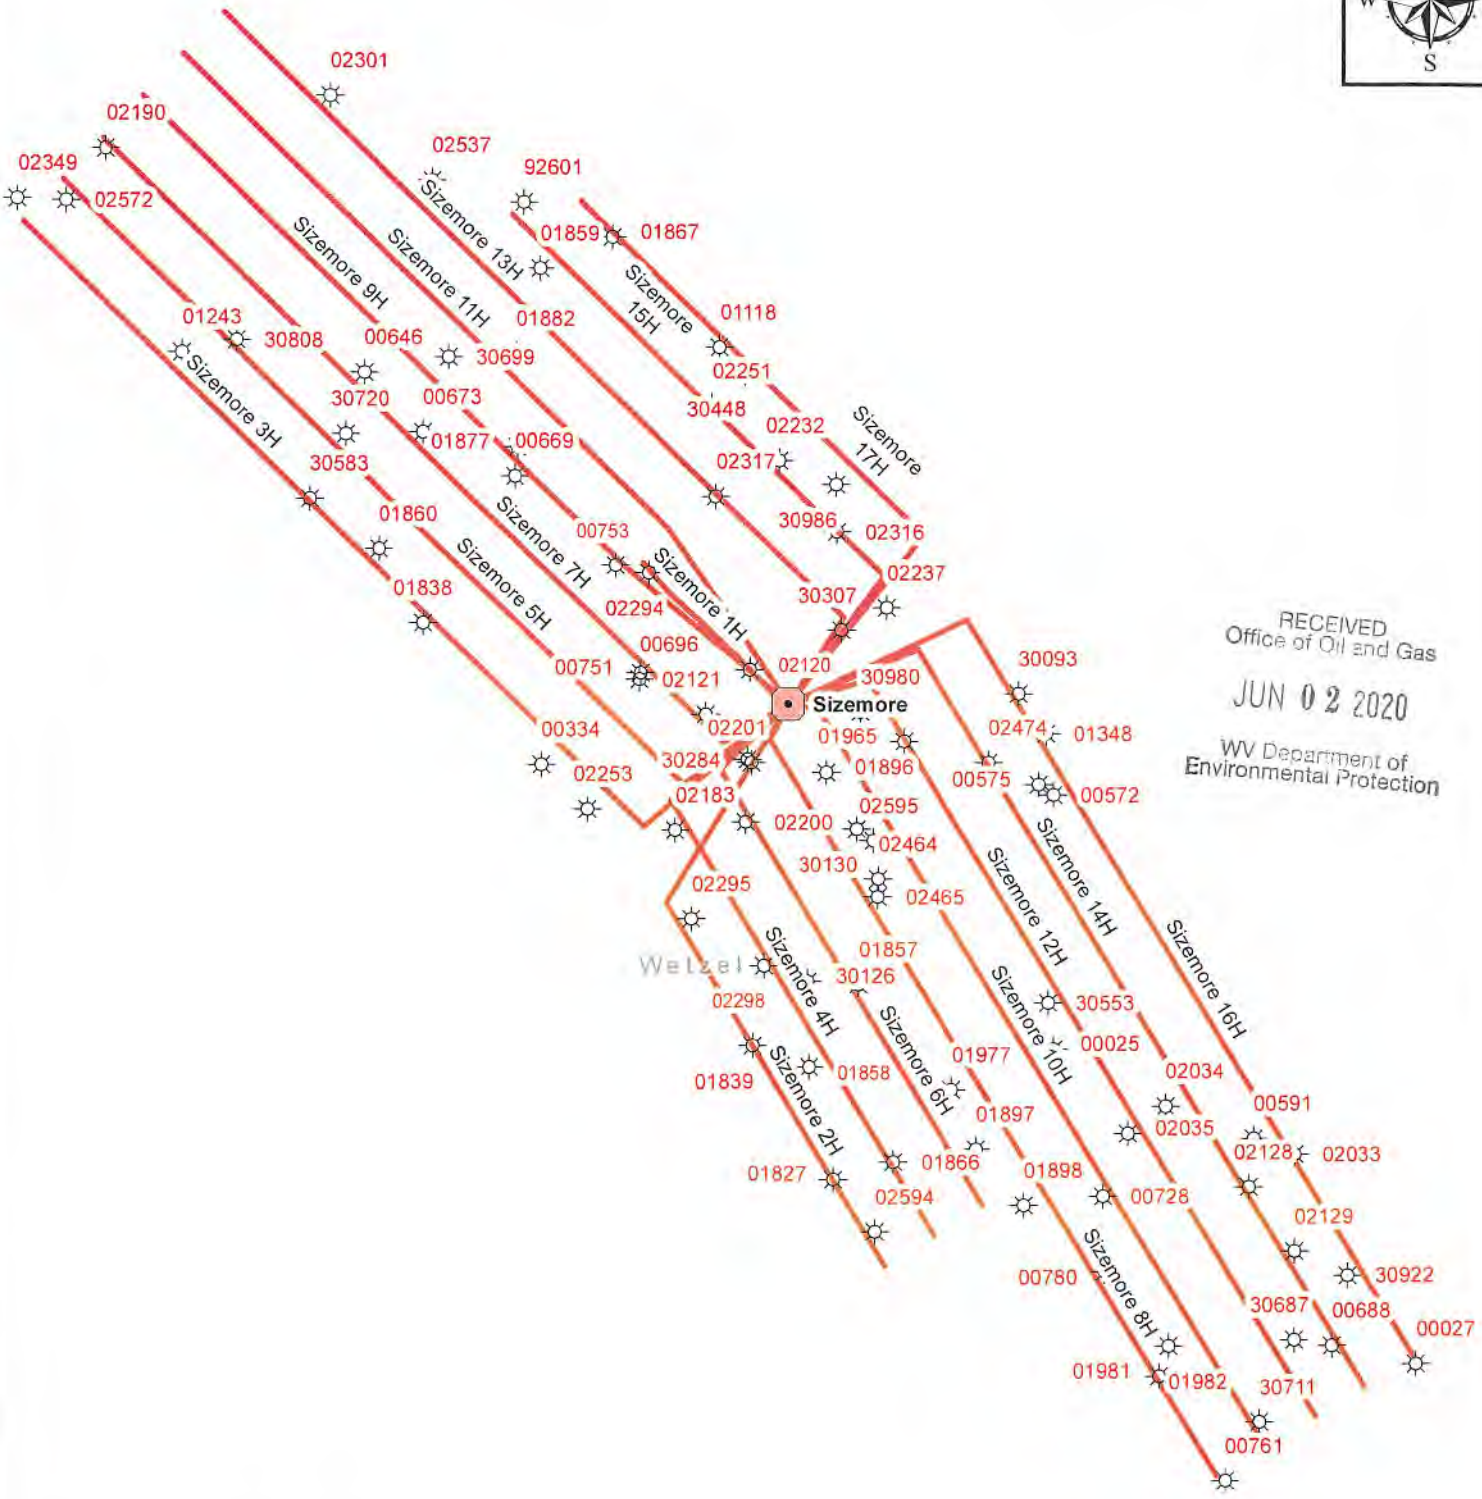 W
S
02301
02190
02537
92601
02349
02572
01859
01867
Sizemore 9H
Sizemore 11H
Sizemore 13H
Sizemore
15H
01118
01243
30808
00646
30699
01882
02251
Sizemore 3H
30720
00673
30448
02232
Sizemore
17H
01877
00669
02317
30583
01860
Sizemore 7H
00753
30986
02316
Sizemore 5H
Sizemore 1H
02237
01838
02294
30307
RECEIVED
Office of Oil and Gas
JUN 02 2020
WV Department of
Environmental Protection
00696
00751
02121
02120
30980
30093
Sizemore
00334
02201
01965
02474
01348
02253
30284
01896
00575
00572
02183
02595
02200
02464
30130
Sizemore 12H
Sizemore 14H
02295
02465
Wetzel
Sizemore 4H
01857
30126
Sizemore 10H
Sizemore 16H
02298
Sizemore 6H
30553
01977
00025
01839
Sizemore 2H
01858
02034
01897
00591
02035
01827
01866
02128
02033
02594
01898
00728
02129
00780
Sizemore 8H
30922
30687
00688
00027
01981
01982
30711
00761